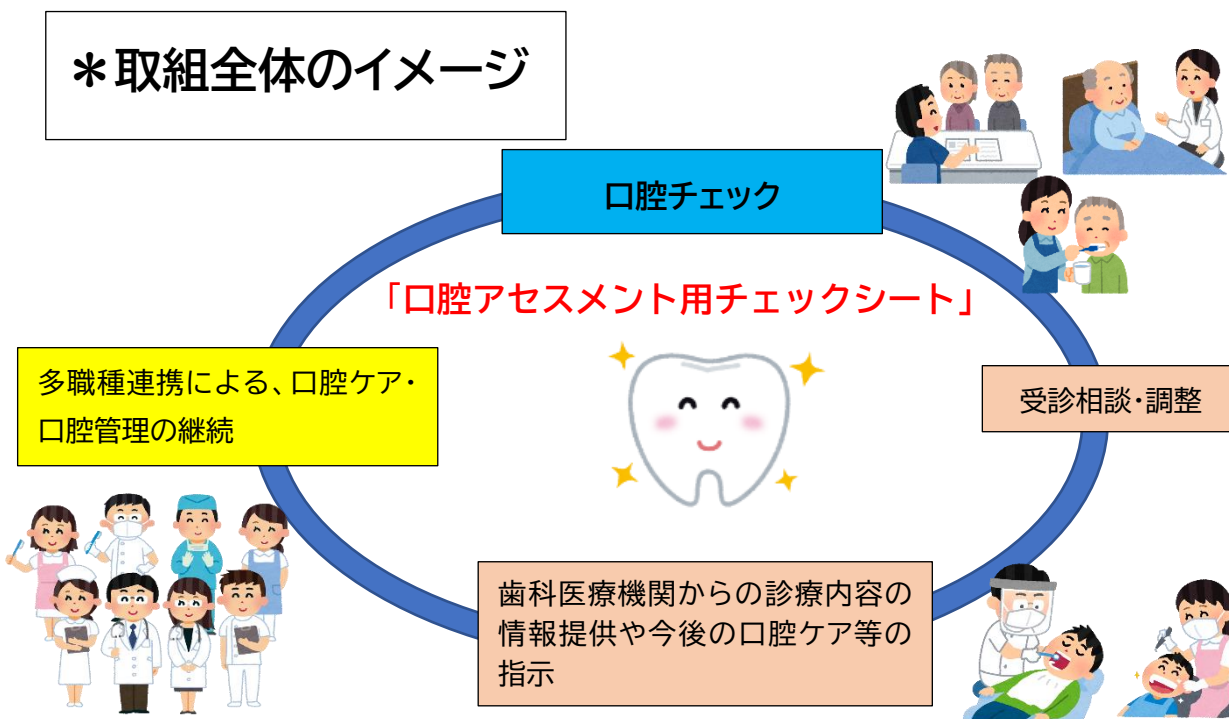 ＊取組全体のイメージ
口腔チェック
「口腔アセスメント用チェックシート」
多職種連携による、口腔ケア・
口腔管理の継続
受診相談・調整
歯科医療機関からの診療内容の
情報提供や今後の口腔ケア等の
指示